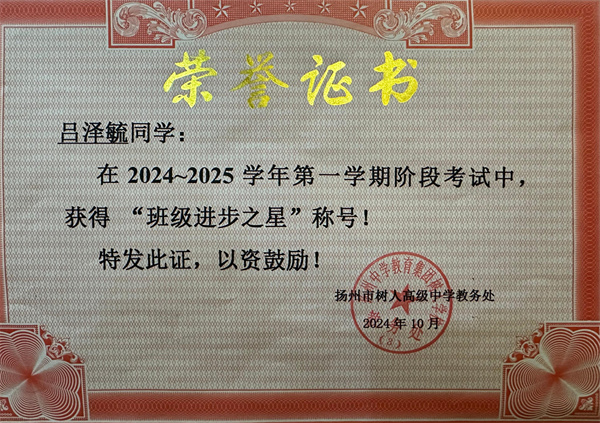 荣誉证书
吕泽毓同学：
在 2024~2025 学年第一学期阶段考试中，
获得 “班级进步之星”称号！
特发此证，以资鼓励！
扬州市树人高级中学教务处
2024 年 10 月